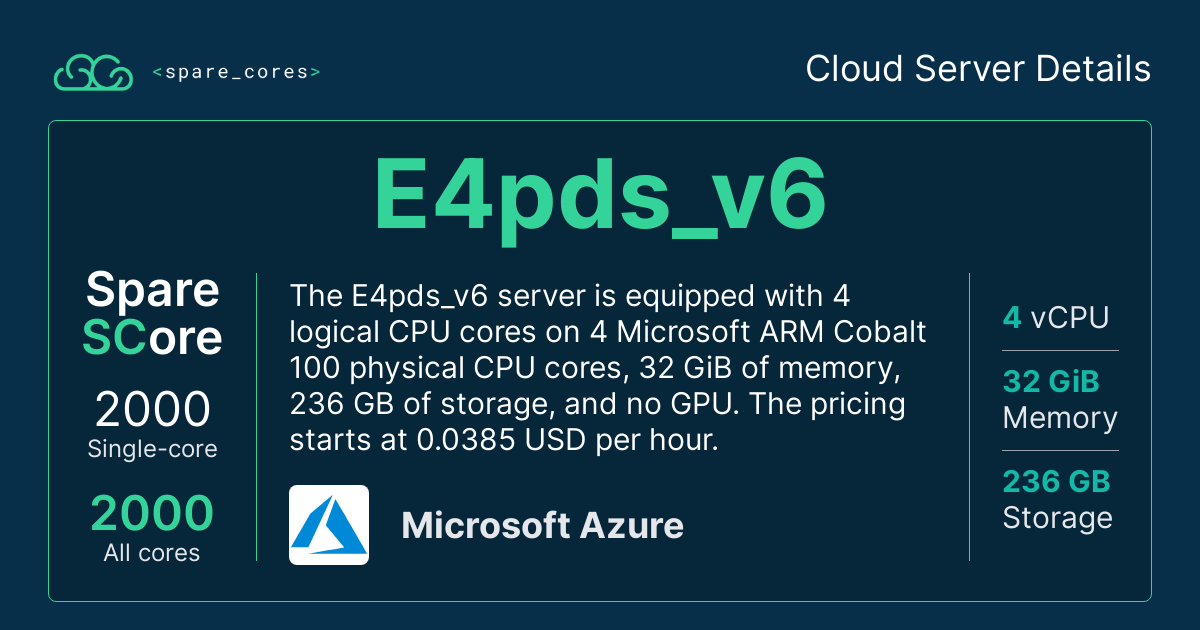 <spare_cores>
Cloud Server Details
E4pds_v6
Spare
SCore
2000
Single-core
2000
All cores
The E4pds_v6 server is equipped with 4
logical CPU cores on 4 Microsoft ARM Cobalt
100 physical CPU cores, 32 GiB of memory,
236 GB of storage, and no GPU. The pricing
starts at 0.0385 USD per hour.
Microsoft Azure
4 vCPU
32 GiB
Memory
236 GB
Storage